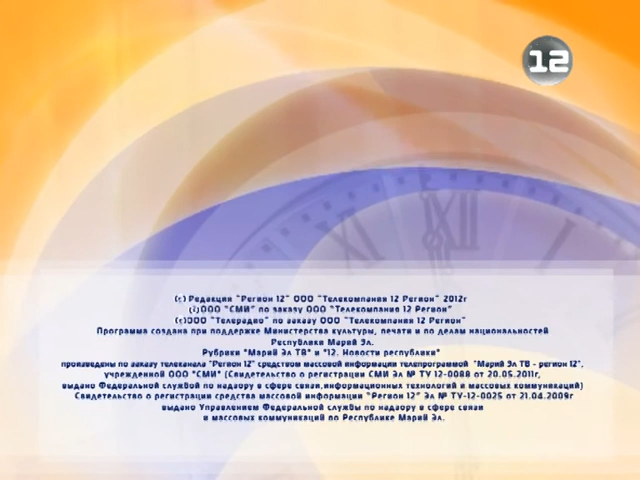 12
XI XII I
(c) Редакция "Регион 12" ООО "Телекомпания 12 Регион" 2012г
(c)ООО "СМИ" по заказу ООО "Телекомпания 12 Регион"
(c)ООО "Телерадио" по заказу ООО "Телекомпания 12 Регион"
Программа создана при поддержке Министерства культуры, печати и по делам национальностей
Республики Марий Эл.
Рубрики "Марий Эл ТВ" и "12. Новости республики"
произведены по заказу телеканала "Регион 12" средством массовой информации телепрограммой "Марий Эл ТВ - регион 12",
учрежденной ООО "СМИ" (Свидетельство о регистрации СМИ Эл № ТУ 12-0088 от 20.05.2011г,
выдано Федеральной службой по надзору в сфере связи,информационных технологий и массовых коммуникаций)
Свидетельство о регистрации средства массовой информации "Регион 12" Эл № ТУ-12-0025 от 21.04.2009г
выдано Управлением Федеральной службы по надзору в сфере связи
и массовых коммуникаций по Республике Марий Эл.